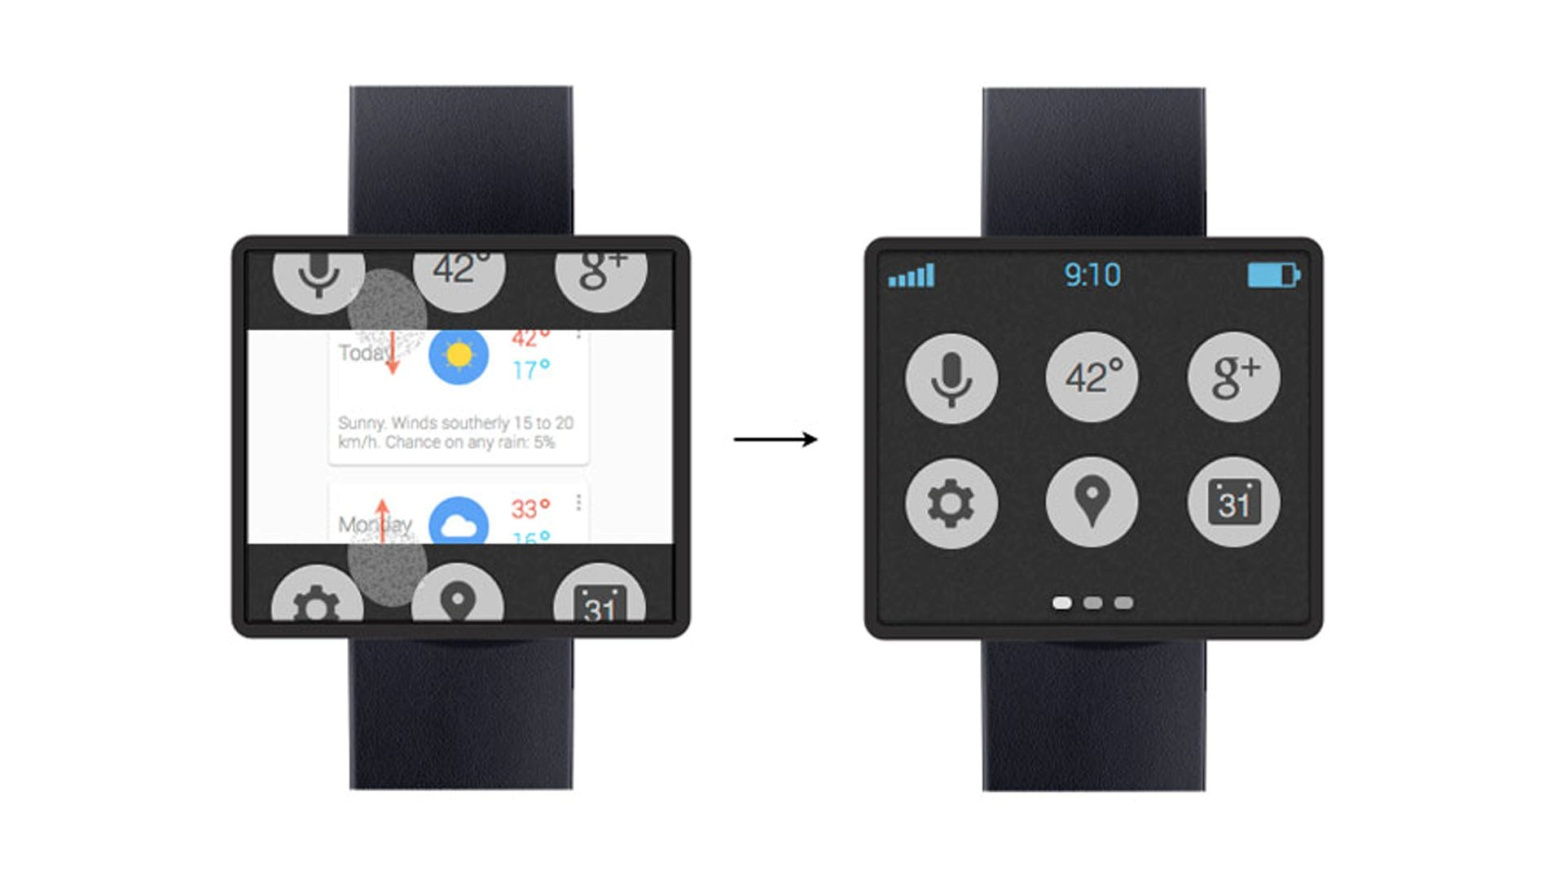 42° g+
Today 42°
17°
Sunny. Winds southerly 15 to 20
km/h. Chance on any rain: 5%
Monday 33°
16°
31
9:10
42° g+
31